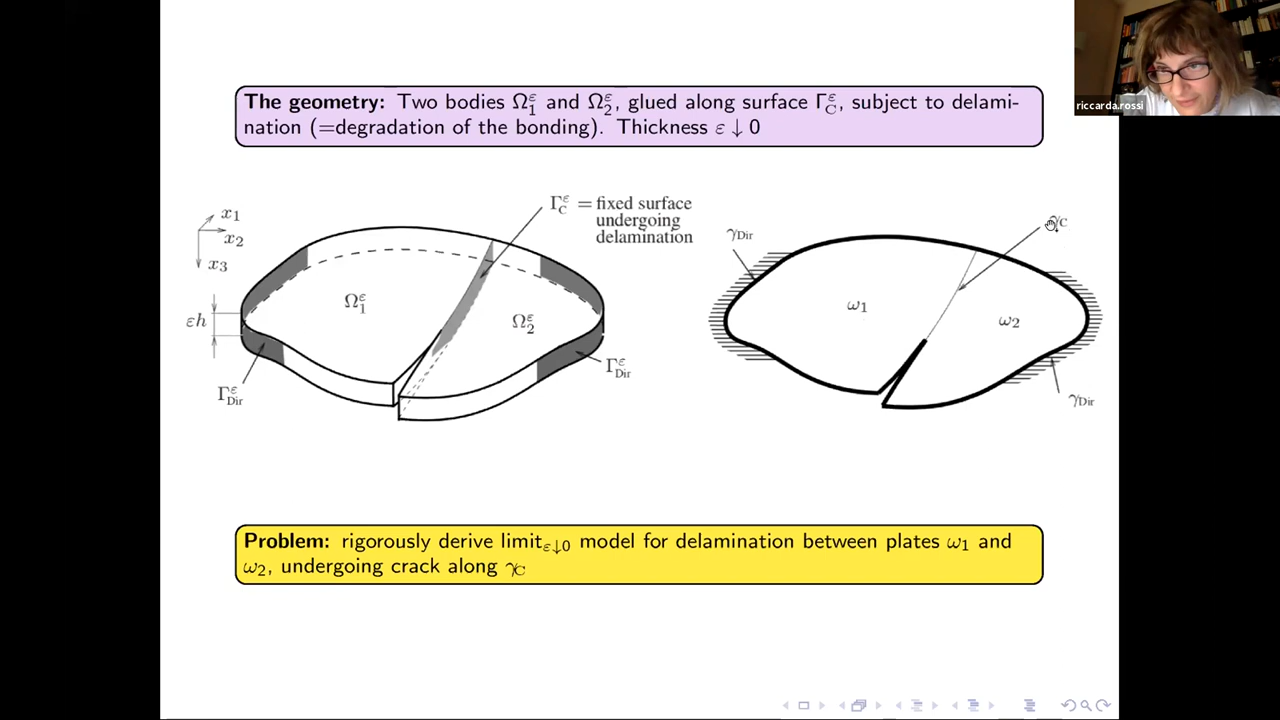 riccarda.rossi
The geometry: Two bodies Ω₁^ε and Ω₂^ε, glued along surface Γ_C^ε, subject to delami-
nation (=degradation of the bonding). Thickness ε ↓ 0
Γ_C^ε = fixed surface
undergoing
delamination
x₁
x₂
x₃
Ω₁^ε
Ω₂^ε
εh
Γ_Dir^ε
Γ_Dir^ε
γ_Dir
γ_C
ω₁
ω₂
γ_Dir
Problem: rigorously derive limit_ε↓0 model for delamination between plates ω₁ and
ω₂, undergoing crack along γ_C